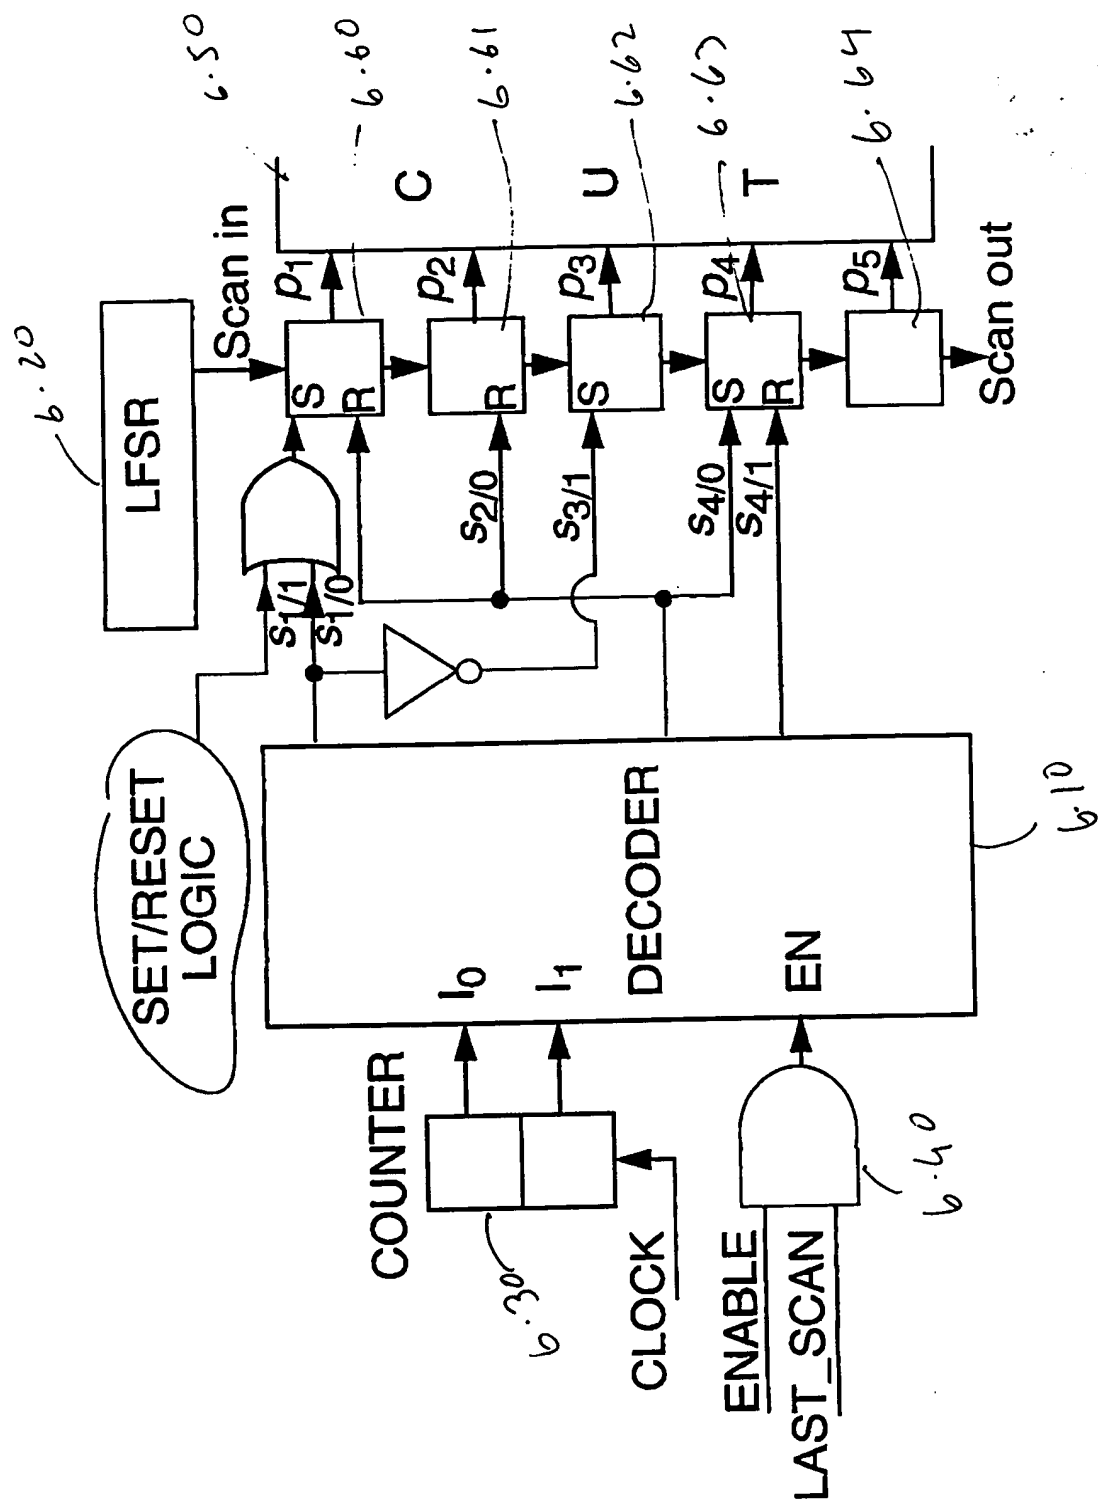 6.20
LFSR
Scan in
6.50
SET/RESET
LOGIC
s1/1
s1/0
S
R
p1
6.60
C
COUNTER
I0
s2/0
R
p2
6.61
6.30
I1
s3/1
S
p3
6.62
U
CLOCK
DECODER
s4/0
s4/1
S
R
p4
6.63
T
ENABLE
LAST_SCAN
EN
p5
6.64
6.40
6.10
Scan out